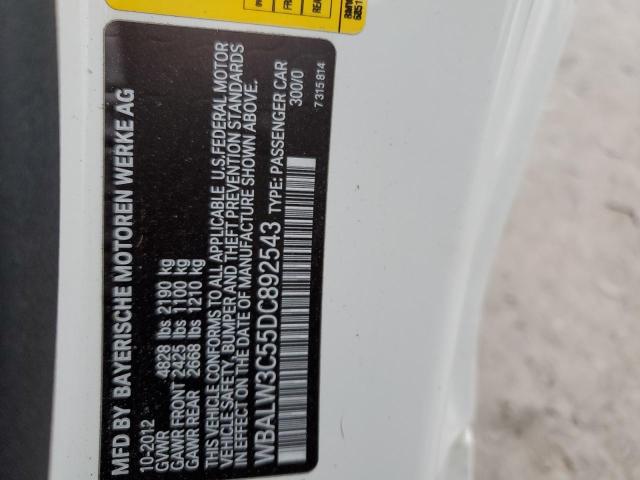 MFD BY BAYERISCHE MOTOREN WERKE AG
10-2012
GVWR 4828 lbs 2190 kg
GAWR FRONT 2425 lbs 1100 kg
GAWR REAR 2668 lbs 1210 kg
THIS VEHICLE CONFORMS TO ALL APPLICABLE U.S.FEDERAL MOTOR
VEHICLE SAFETY, BUMPER AND THEFT PREVENTION STANDARDS
IN EFFECT ON THE DATE OF MANUFACTURE SHOWN ABOVE.
WBALW3C55DC892543 TYPE: PASSENGER CAR
300/0
7 315 814